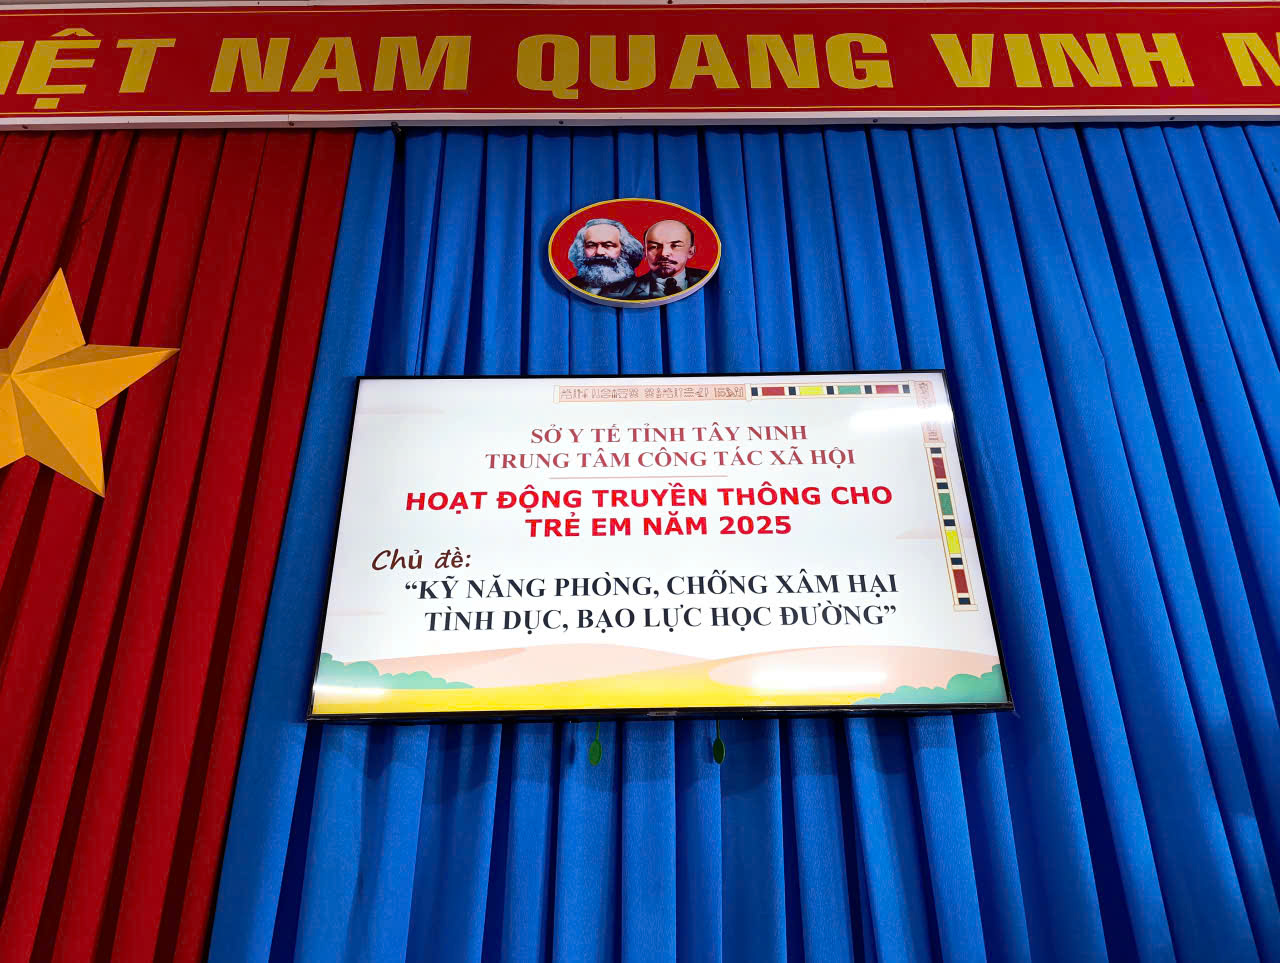 IỆT NAM QUANG VINH
SỞ Y TẾ TỈNH TÂY NINH
TRUNG TÂM CÔNG TÁC XÃ HỘI
HOẠT ĐỘNG TRUYỀN THÔNG CHO
TRẺ EM NĂM 2025
Chủ đề:
“KỸ NĂNG PHÒNG, CHỐNG XÂM HẠI
TÌNH DỤC, BẠO LỰC HỌC ĐƯỜNG”